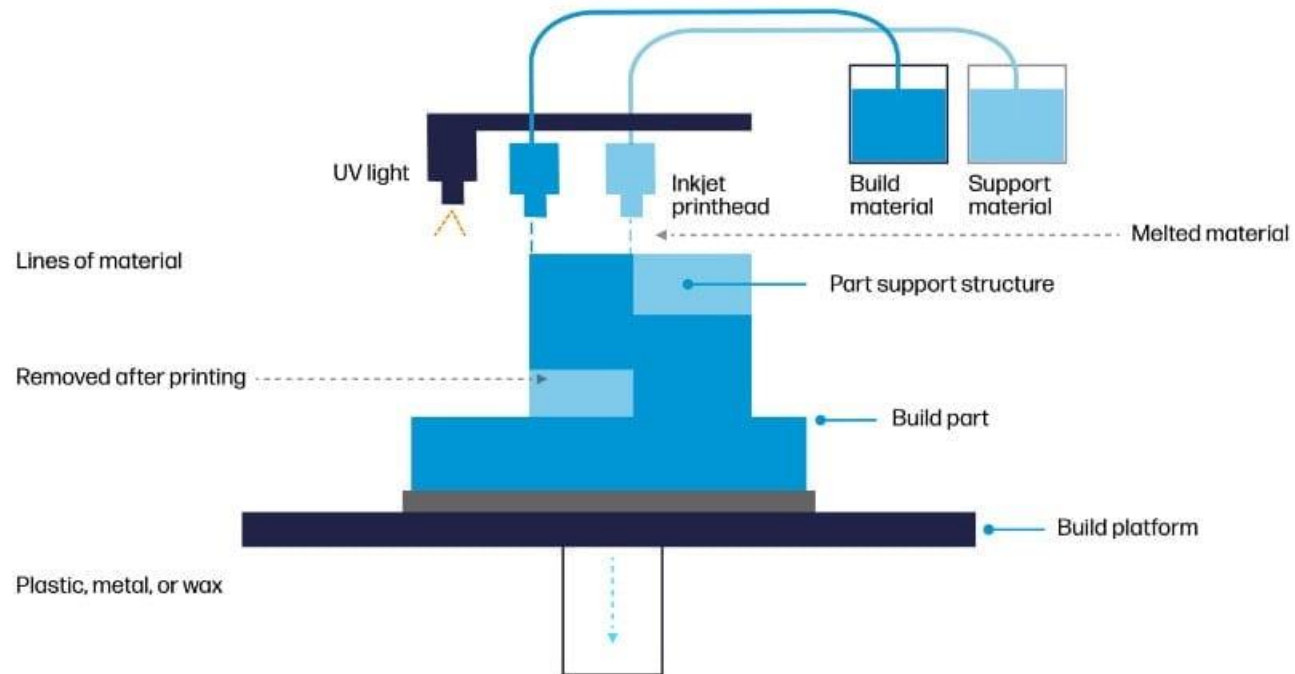 UV light
Inkjet
printhead
Build
material
Support
material
Melted material
Lines of material
Part support structure
Removed after printing
Build part
Build platform
Plastic, metal, or wax